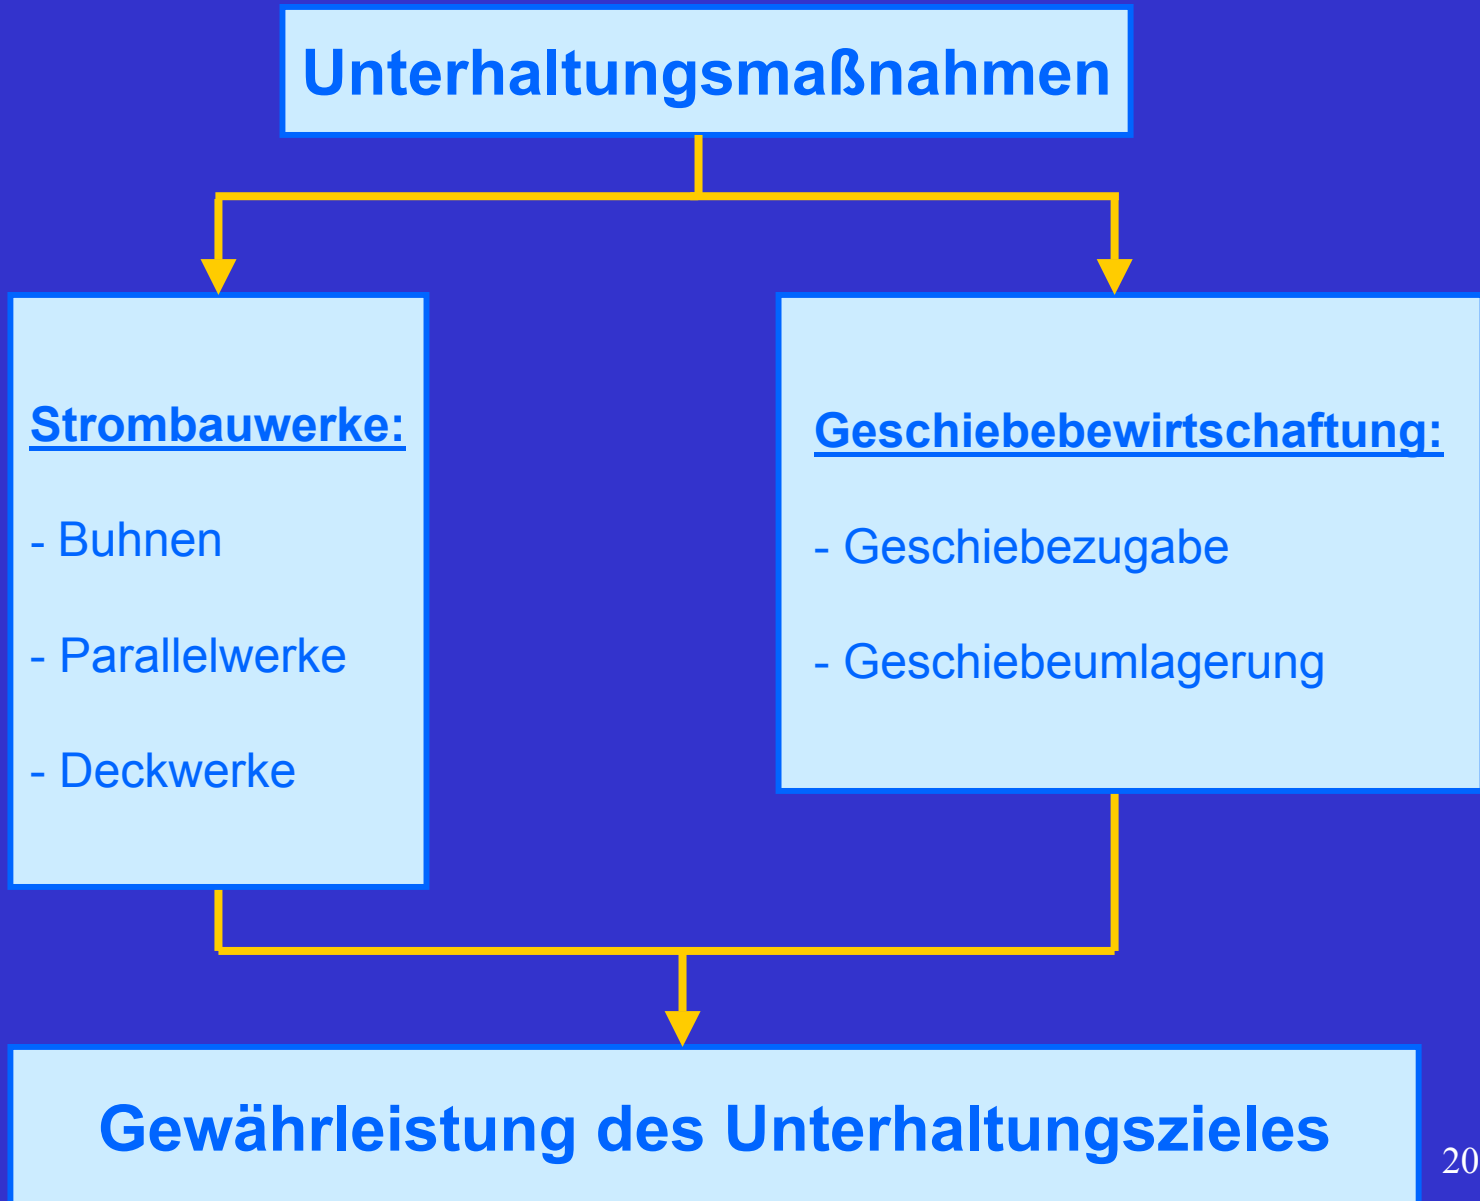 Unterhaltungsmaßnahmen
Strombauwerke:
- Buhnen
- Parallelwerke
- Deckwerke
Geschiebebewirtschaftung:
- Geschiebezugabe
- Geschiebeumlagerung
Gewährleistung des Unterhaltungszieles
20